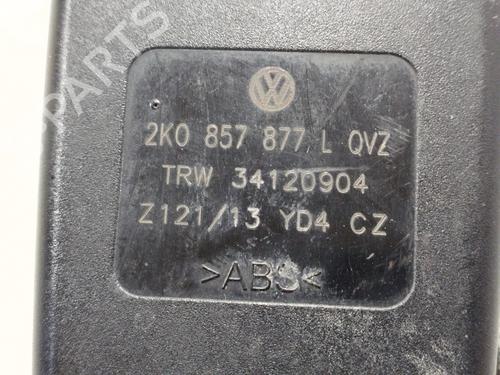 PARTS
2K0 857 877 L QVZ
TRW 34120904
Z121/13 YD4 CZ
>ABS<